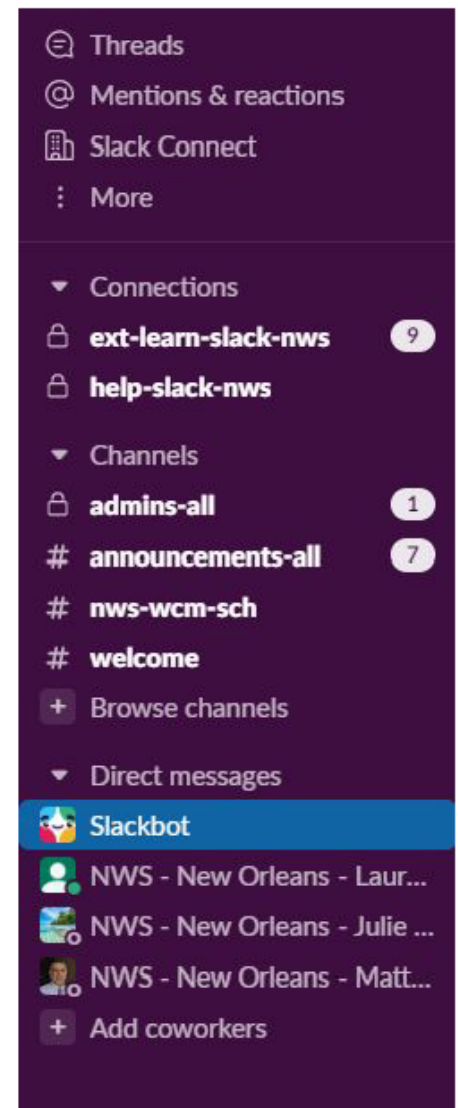 Threads
Mentions & reactions
Slack Connect
More
Connections
ext-learn-slack-nws 9
help-slack-nws
Channels
admins-all 1
# announcements-all 7
# nws-wcm-sch
# welcome
+ Browse channels
Direct messages
Slackbot
NWS - New Orleans - Laur...
NWS - New Orleans - Julie ...
NWS - New Orleans - Matt...
+ Add coworkers